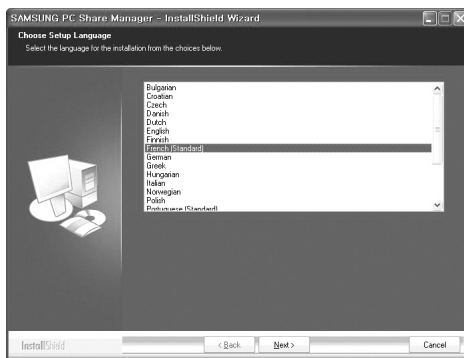 SAMSUNG PC Share Manager - InstallShield Wizard
Choose Setup Language
Select the language for the installation from the choices below.
Bulgarian
Croatian
Czech
Danish
Dutch
English
Finnish
French (Standard)
German
Greek
Hungarian
Italian
Norwegian
Polish
Portuguese (Standard)
InstallShield
< Back
Next >
Cancel